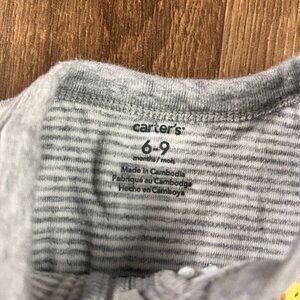 carter's
6-9
months/mois
Made in Cambodia
Fabriqué au Cambodge
Hecho en Camboya